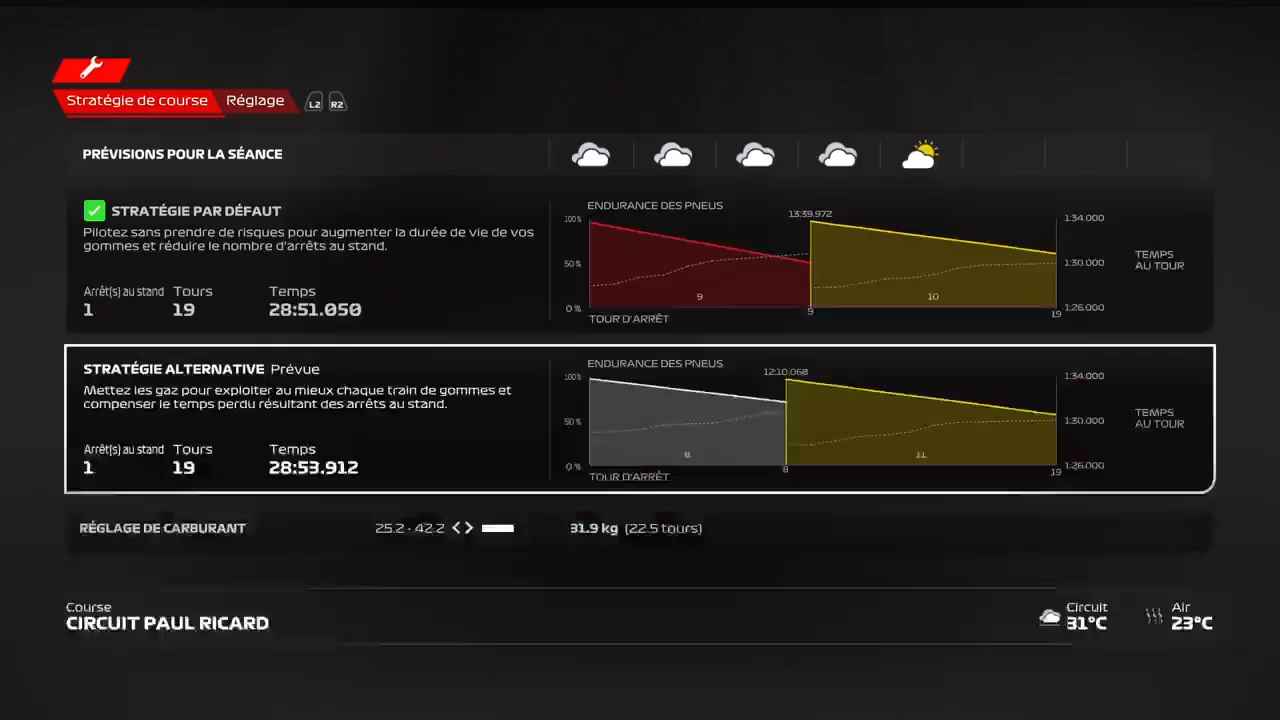 Stratégie de course Réglage L2 R2
PRÉVISIONS POUR LA SÉANCE
STRATÉGIE PAR DÉFAUT
Pilotez sans prendre de risques pour augmenter la durée de vie de vos
gommes et réduire le nombre d'arrêts au stand.
Arrêt(s) au stand Tours Temps
1 19 28:51.050
ENDURANCE DES PNEUS
13:39.972
100%
50%
0%
9
10
TOUR D'ARRÊT
9
19
1:34.000
1:30.000
1:26.000
TEMPS
AU TOUR
STRATÉGIE ALTERNATIVE Prévue
Mettez les gaz pour exploiter au mieux chaque train de gommes et
compenser le temps perdu résultant des arrêts au stand.
Arrêt(s) au stand Tours Temps
1 19 28:53.912
ENDURANCE DES PNEUS
12:10.068
100%
50%
0%
8
11
TOUR D'ARRÊT
8
19
1:34.000
1:30.000
1:26.000
TEMPS
AU TOUR
RÉGLAGE DE CARBURANT 25.2 - 42.2 31.9 kg (22.5 tours)
Course
CIRCUIT PAUL RICARD
Circuit
31°C
Air
23°C